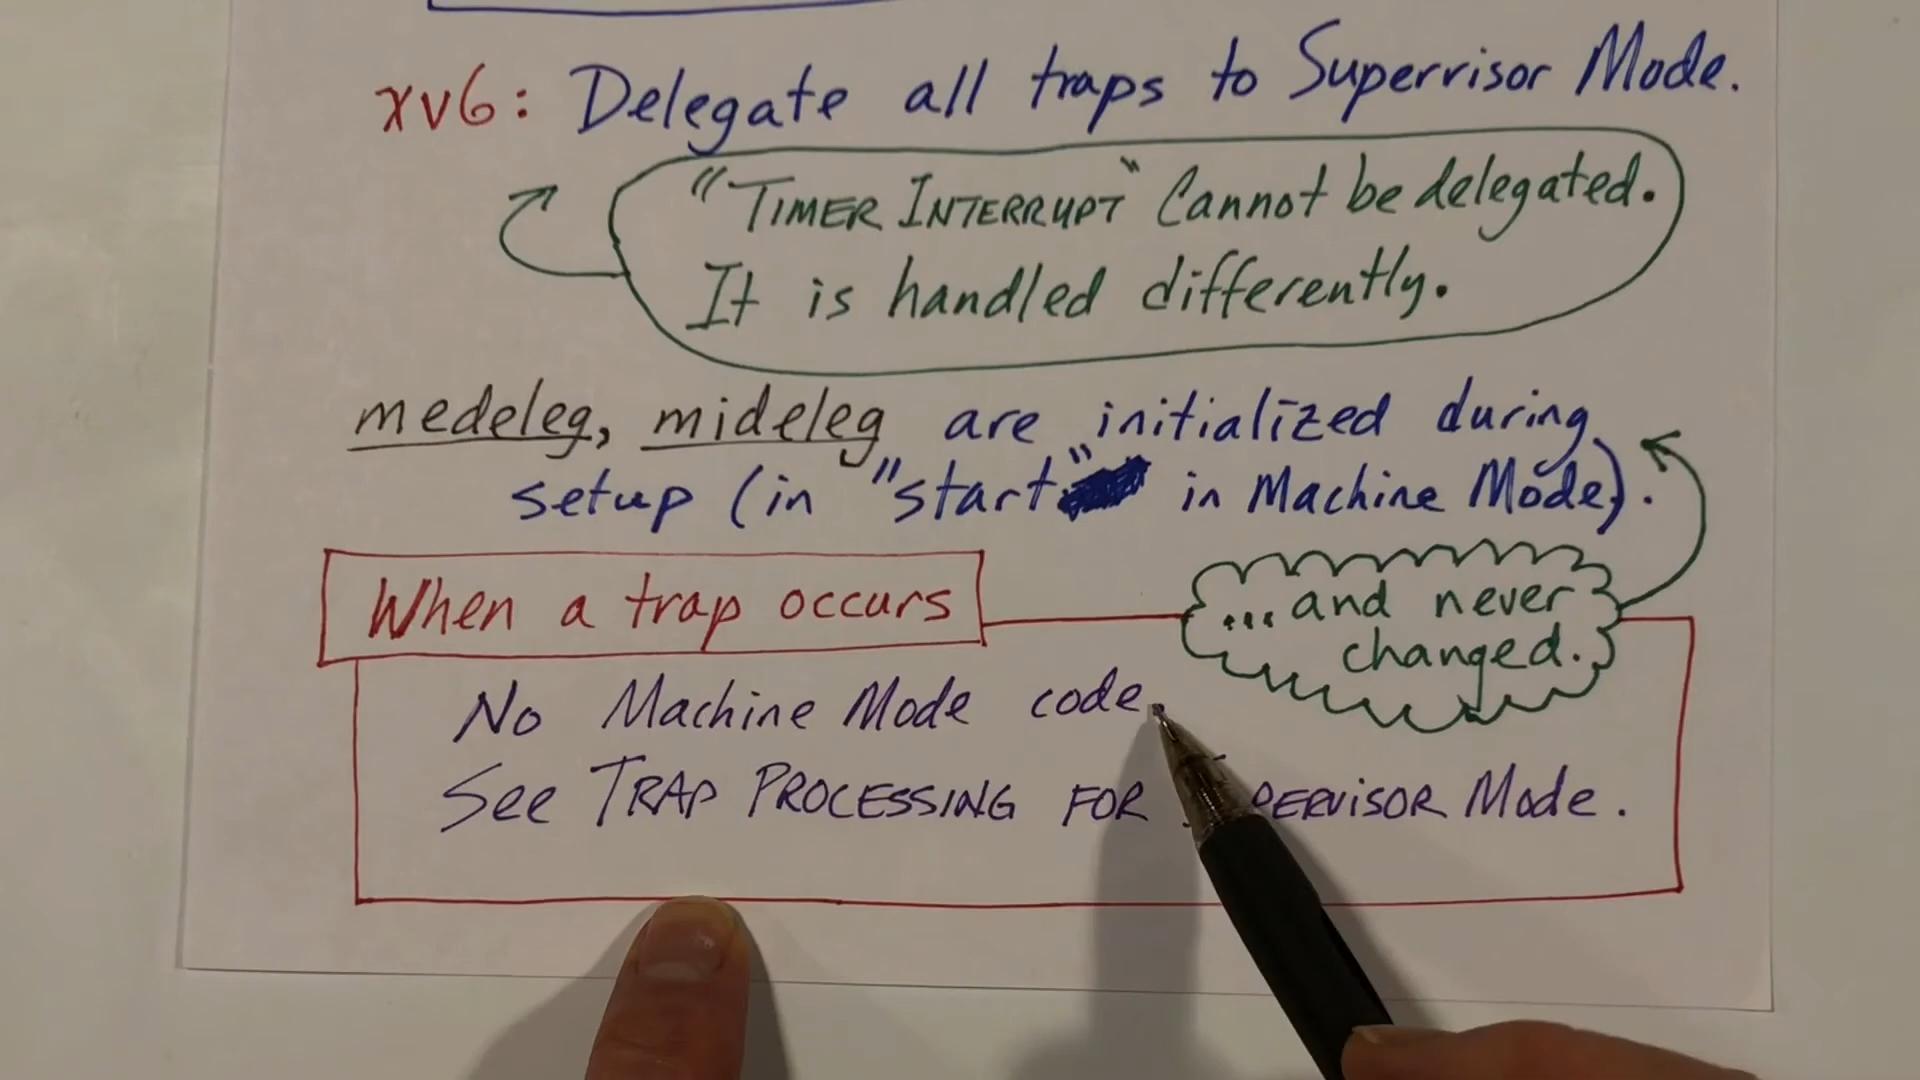 xv6: Delegate all traps to Supervisor Mode.
"TIMER INTERRUPT" Cannot be delegated.
It is handled differently.
medeleg, mideleg are initialized during
setup (in "start" in Machine Mode).
...and never
changed.
When a trap occurs
No Machine Mode code.
See TRAP PROCESSING FOR SUPERVISOR Mode.